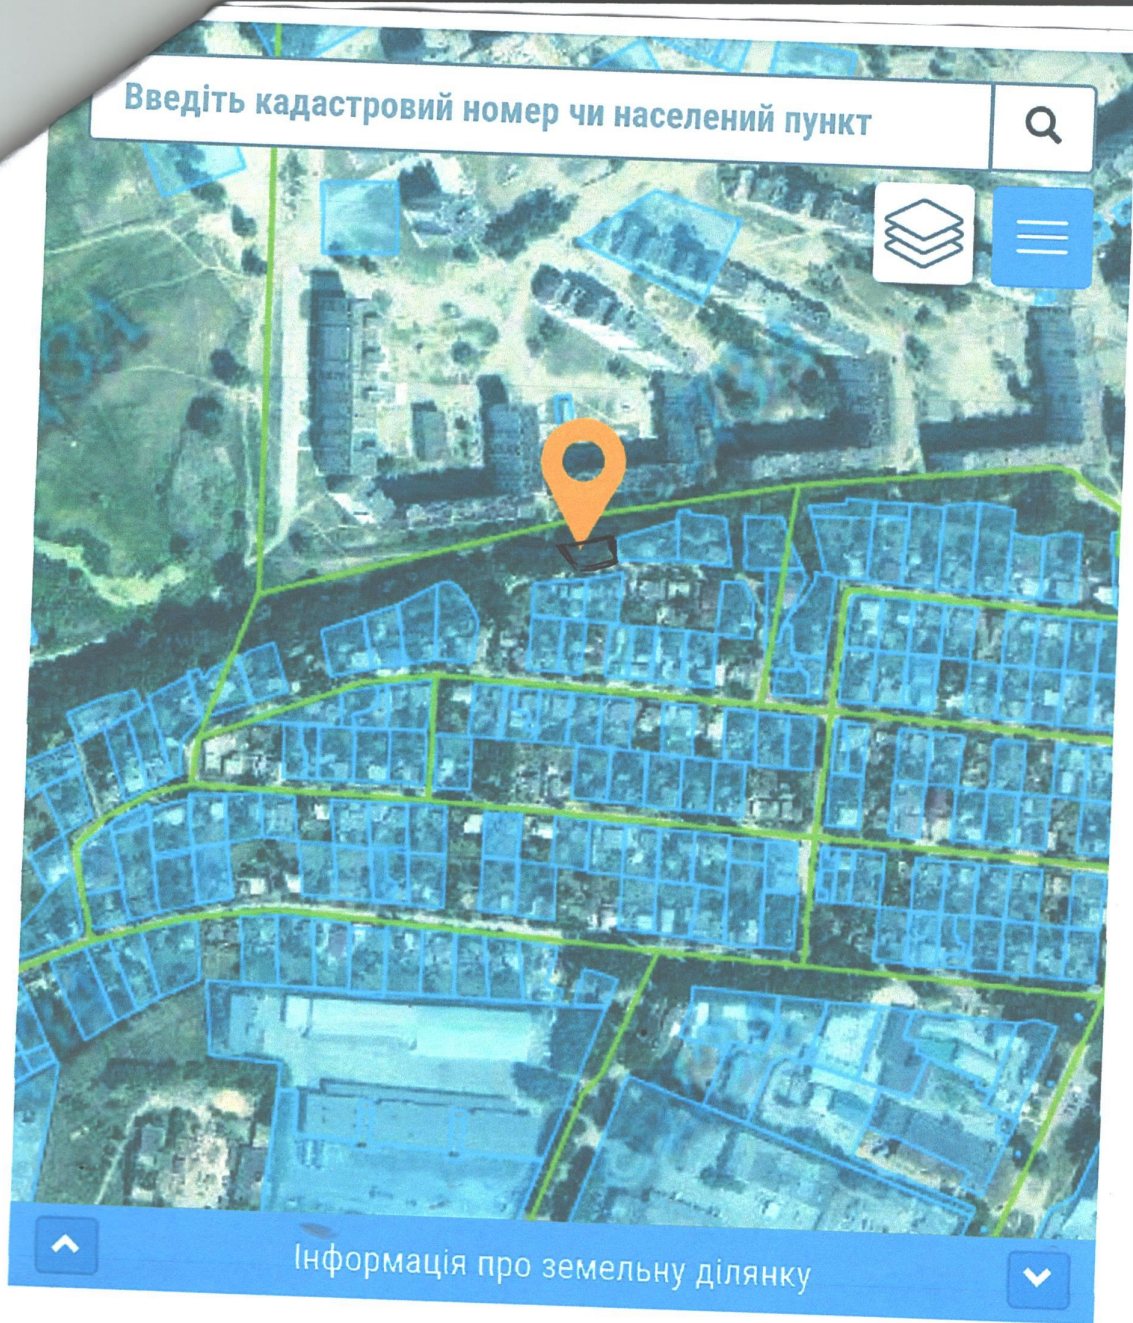 Введіть кадастровий номер чи населений пункт
Інформація про земельну ділянку